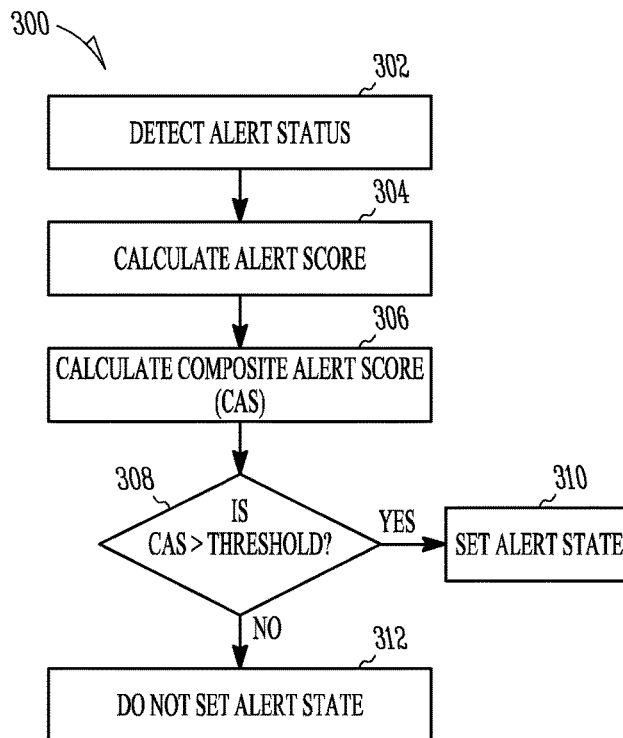 300
302
DETECT ALERT STATUS
304
CALCULATE ALERT SCORE
306
CALCULATE COMPOSITE ALERT SCORE
(CAS)
308
IS
CAS > THRESHOLD?
YES
310
SET ALERT STATE
NO
312
DO NOT SET ALERT STATE